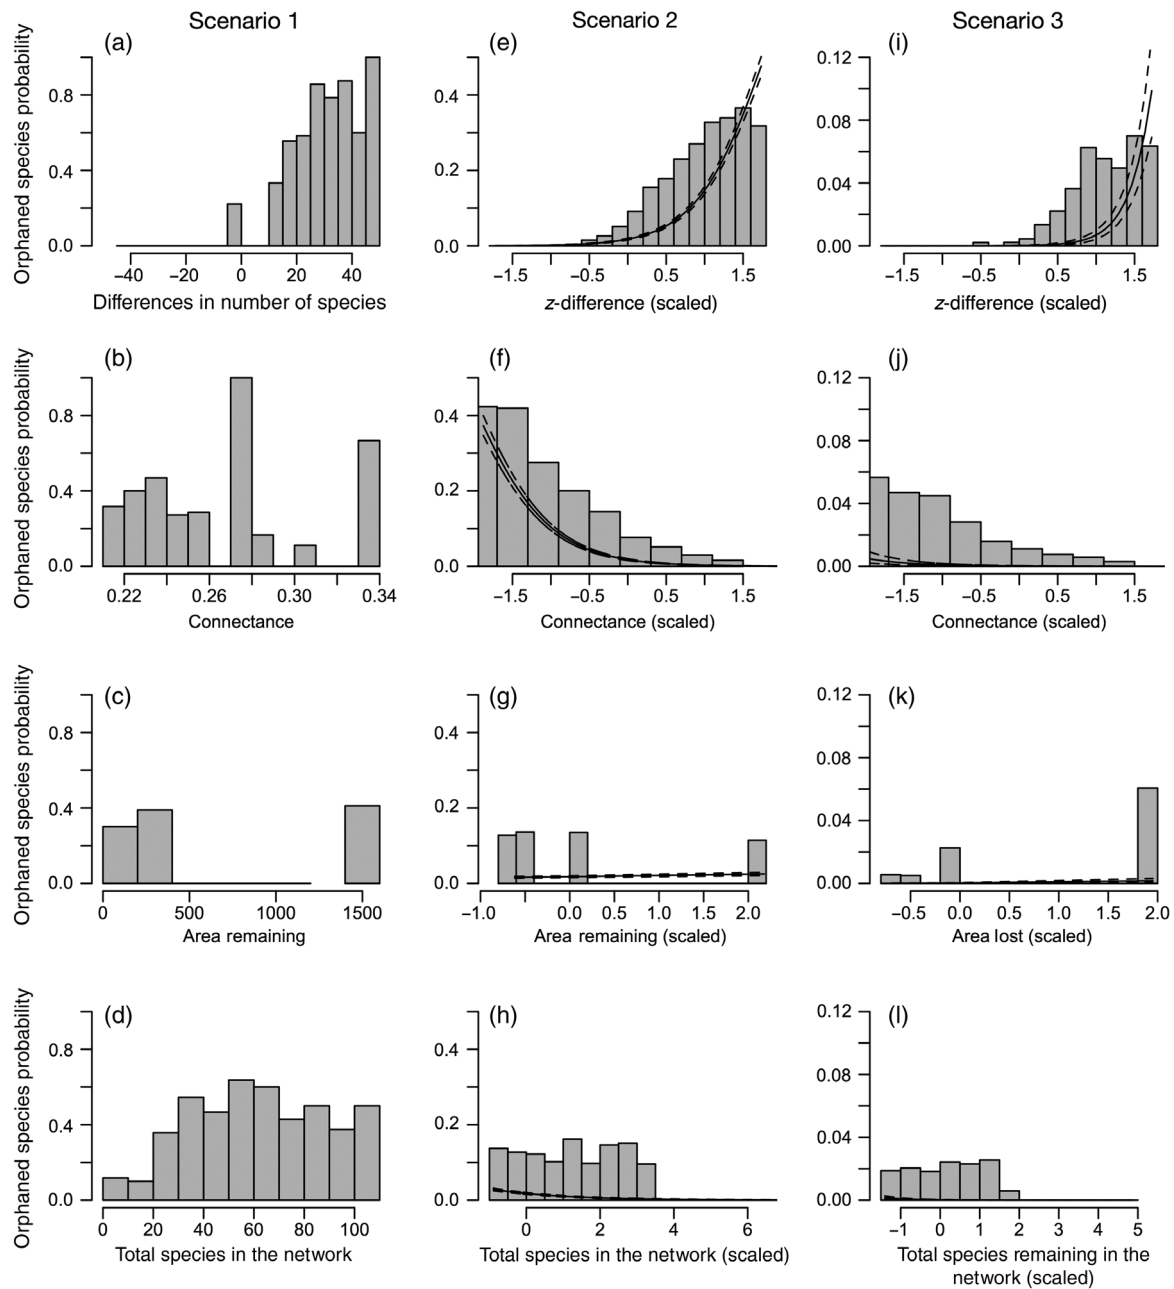 Scenario 1
Scenario 2
Scenario 3
(a)
(e)
(i)
Orphaned species probability
0.8
0.4
0.0
0.4
0.2
0.0
0.12
0.08
0.04
0.00
−40 −20 0 20 40
−1.5 −0.5 0.5 1.5
−1.5 −0.5 0.5 1.5
Differences in number of species
z-difference (scaled)
z-difference (scaled)
(b)
(f)
(j)
Orphaned species probability
0.8
0.4
0.0
0.4
0.2
0.0
0.12
0.08
0.04
0.00
0.22 0.26 0.30 0.34
−1.5 −0.5 0.5 1.5
−1.5 −0.5 0.5 1.5
Connectance
Connectance (scaled)
Connectance (scaled)
(c)
(g)
(k)
Orphaned species probability
0.8
0.4
0.0
0.4
0.2
0.0
0.12
0.08
0.04
0.00
0 500 1000 1500
−1.0 0.0 0.5 1.0 1.5 2.0
−0.5 0.0 0.5 1.0 1.5 2.0
Area remaining
Area remaining (scaled)
Area lost (scaled)
(d)
(h)
(l)
Orphaned species probability
0.8
0.4
0.0
0.4
0.2
0.0
0.12
0.08
0.04
0.00
0 20 40 60 80 100
0 2 4 6
−1 0 1 2 3 4 5
Total species in the network
Total species in the network (scaled)
Total species remaining in the
network (scaled)